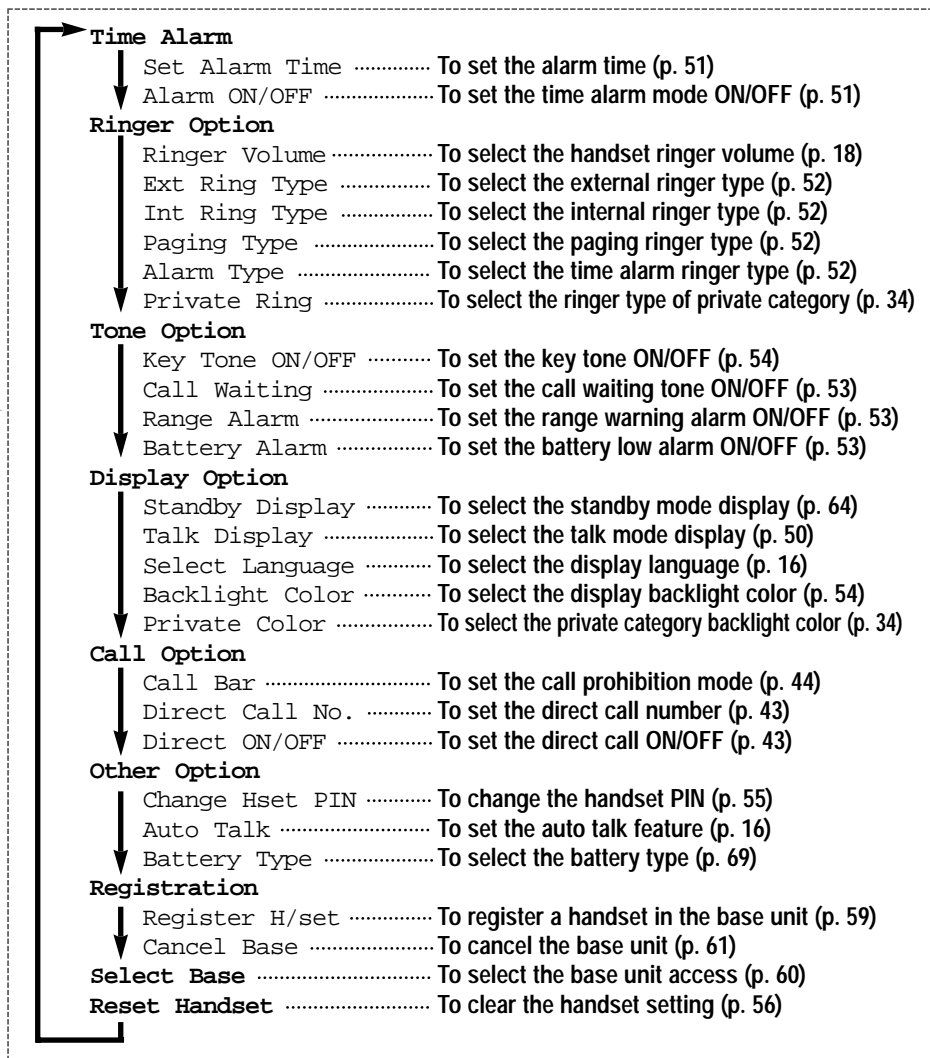 Time Alarm
Set Alarm Time ·············· To set the alarm time (p. 51)
Alarm ON/OFF ··················· To set the time alarm mode ON/OFF (p. 51)
Ringer Option
Ringer Volume ·················· To select the handset ringer volume (p. 18)
Ext Ring Type ················ To select the external ringer type (p. 52)
Int Ring Type ················ To select the internal ringer type (p. 52)
Paging Type ····················· To select the paging ringer type (p. 52)
Alarm Type ························ To select the time alarm ringer type (p. 52)
Private Ring ··················· To select the ringer type of private category (p. 34)
Tone Option
Key Tone ON/OFF ··········· To set the key tone ON/OFF (p. 54)
Call Waiting ··················· To set the call waiting tone ON/OFF (p. 53)
Range Alarm ····················· To set the range warning alarm ON/OFF (p. 53)
Battery Alarm ················· To set the battery low alarm ON/OFF (p. 53)
Display Option
Standby Display ············ To select the standby mode display (p. 64)
Talk Display ··················· To select the talk mode display (p. 50)
Select Language ············ To select the display language (p. 16)
Backlight Color ············ To select the display backlight color (p. 54)
Private Color ················· To select the private category backlight color (p. 34)
Call Option
Call Bar ····························· To set the call prohibition mode (p. 44)
Direct Call No. ············ To set the direct call number (p. 43)
Direct ON/OFF ················· To set the direct call ON/OFF (p. 43)
Other Option
Change Hset PIN ············ To change the handset PIN (p. 55)
Auto Talk ·························· To set the auto talk feature (p. 16)
Battery Type ···················· To select the battery type (p. 69)
Registration
Register H/set ··············· To register a handset in the base unit (p. 59)
Cancel Base ······················ To cancel the base unit (p. 61)
Select Base ······························· To select the base unit access (p. 60)
Reset Handset ·························· To clear the handset setting (p. 56)